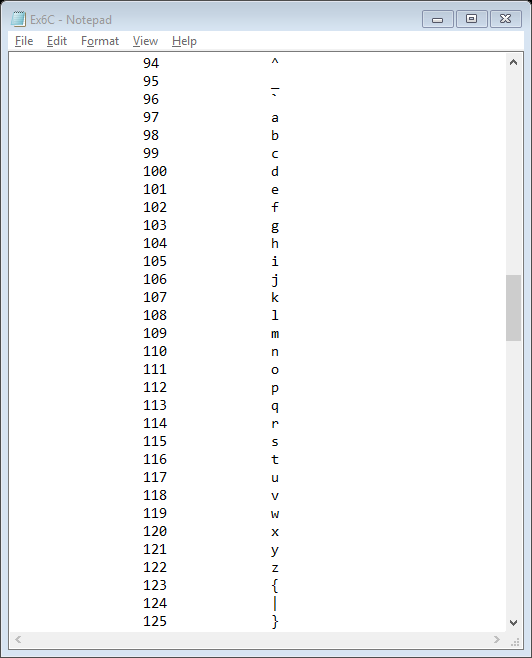 Ex6C - Notepad
File Edit Format View Help
94 ^
95 _
96 `
97 a
98 b
99 c
100 d
101 e
102 f
103 g
104 h
105 i
106 j
107 k
108 l
109 m
110 n
111 o
112 p
113 q
114 r
115 s
116 t
117 u
118 v
119 w
120 x
121 y
122 z
123 {
124 |
125 }